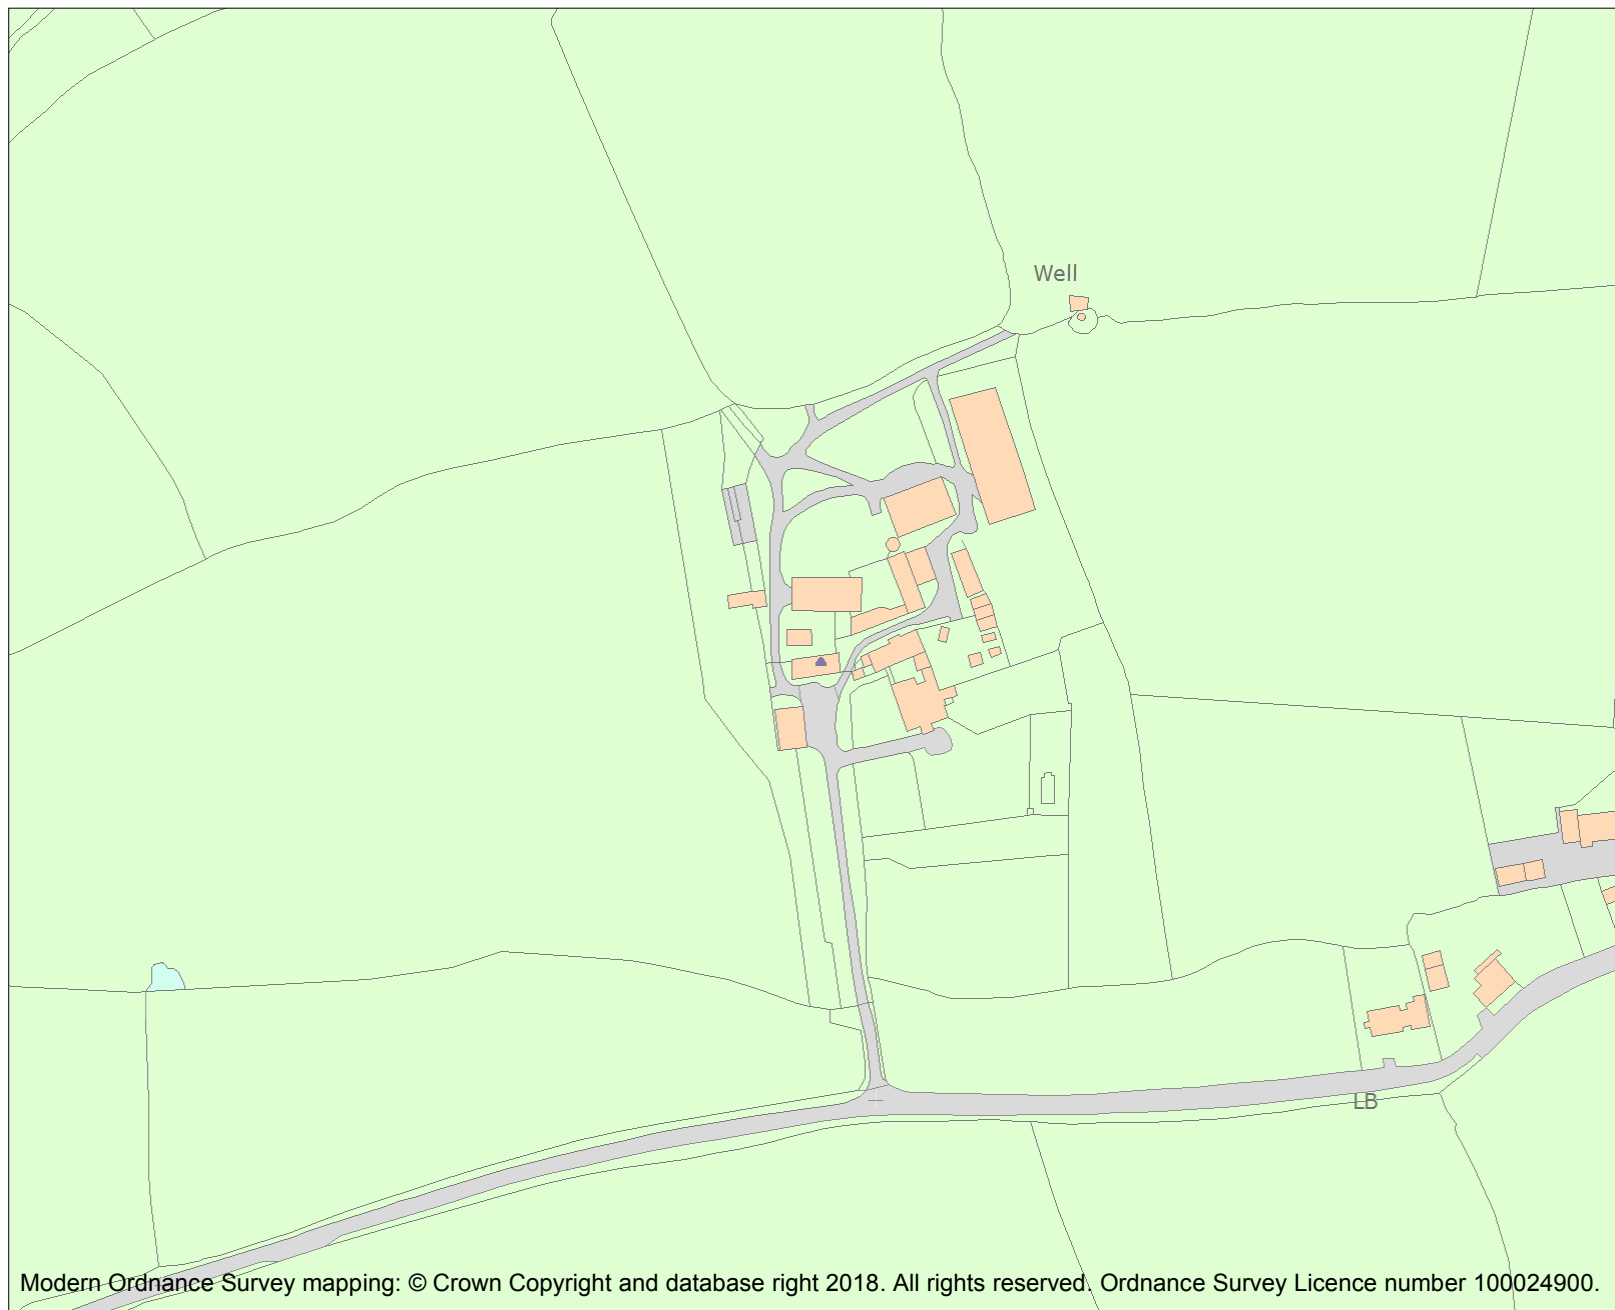 Well
LB
Modern Ordnance Survey mapping: © Crown Copyright and database right 2018. All rights reserved. Ordnance Survey Licence number 100024900.